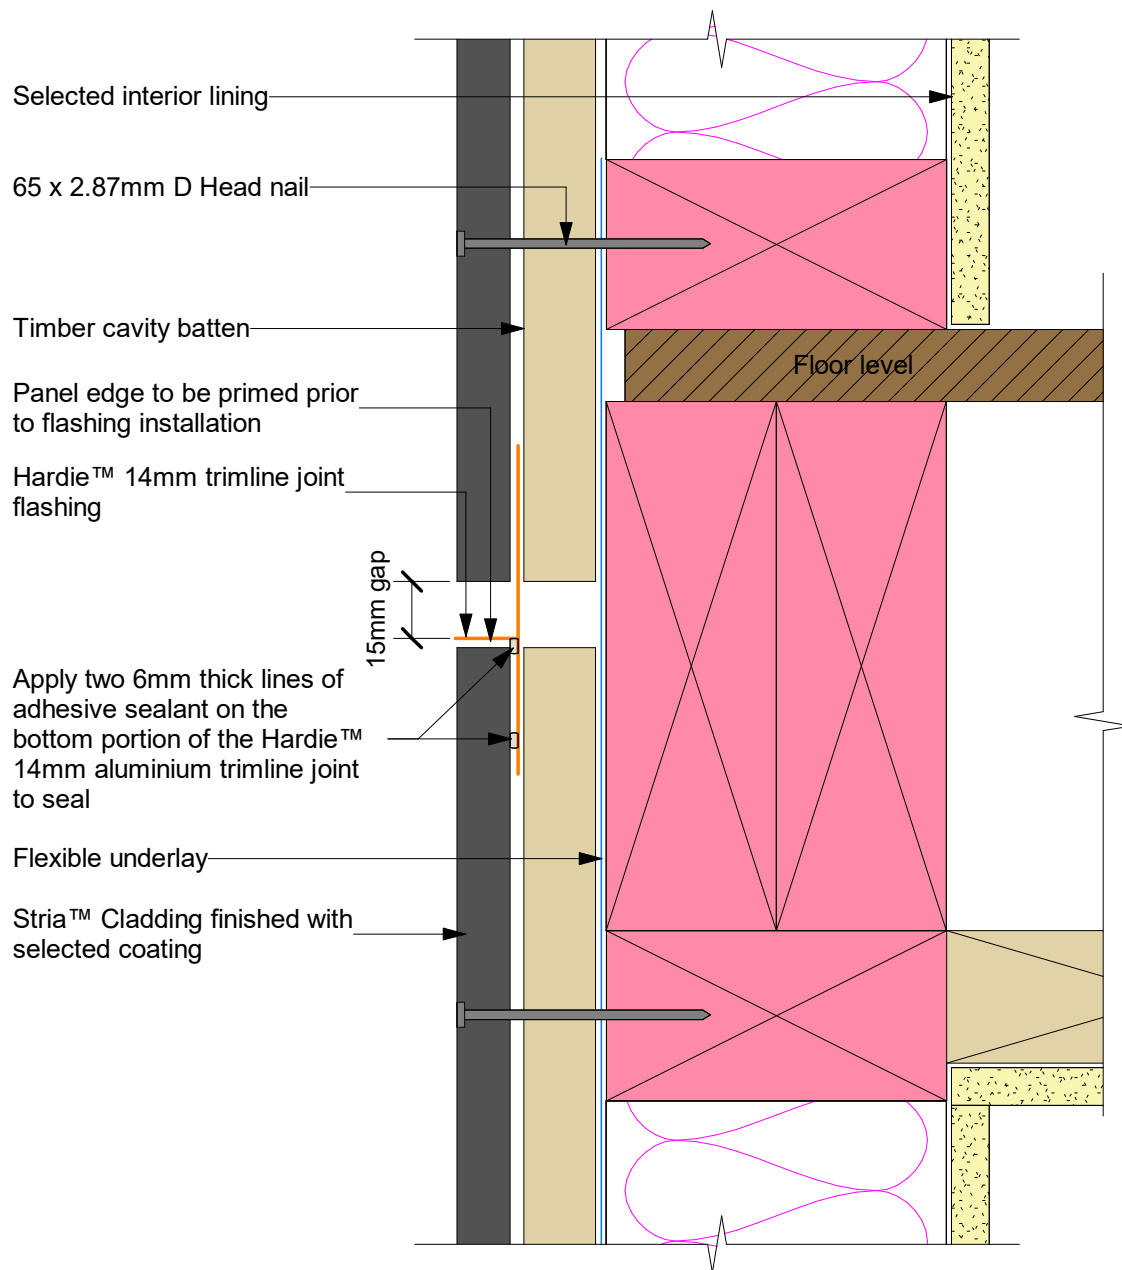 Selected interior lining
65 x 2.87mm D Head nail
Timber cavity batten
Floor level
Panel edge to be primed prior
to flashing installation
Hardie™ 14mm trimline joint
flashing
15mm gap
Apply two 6mm thick lines of
adhesive sealant on the
bottom portion of the Hardie™
14mm aluminium trimline joint
to seal
Flexible underlay
Stria™ Cladding finished with
selected coating